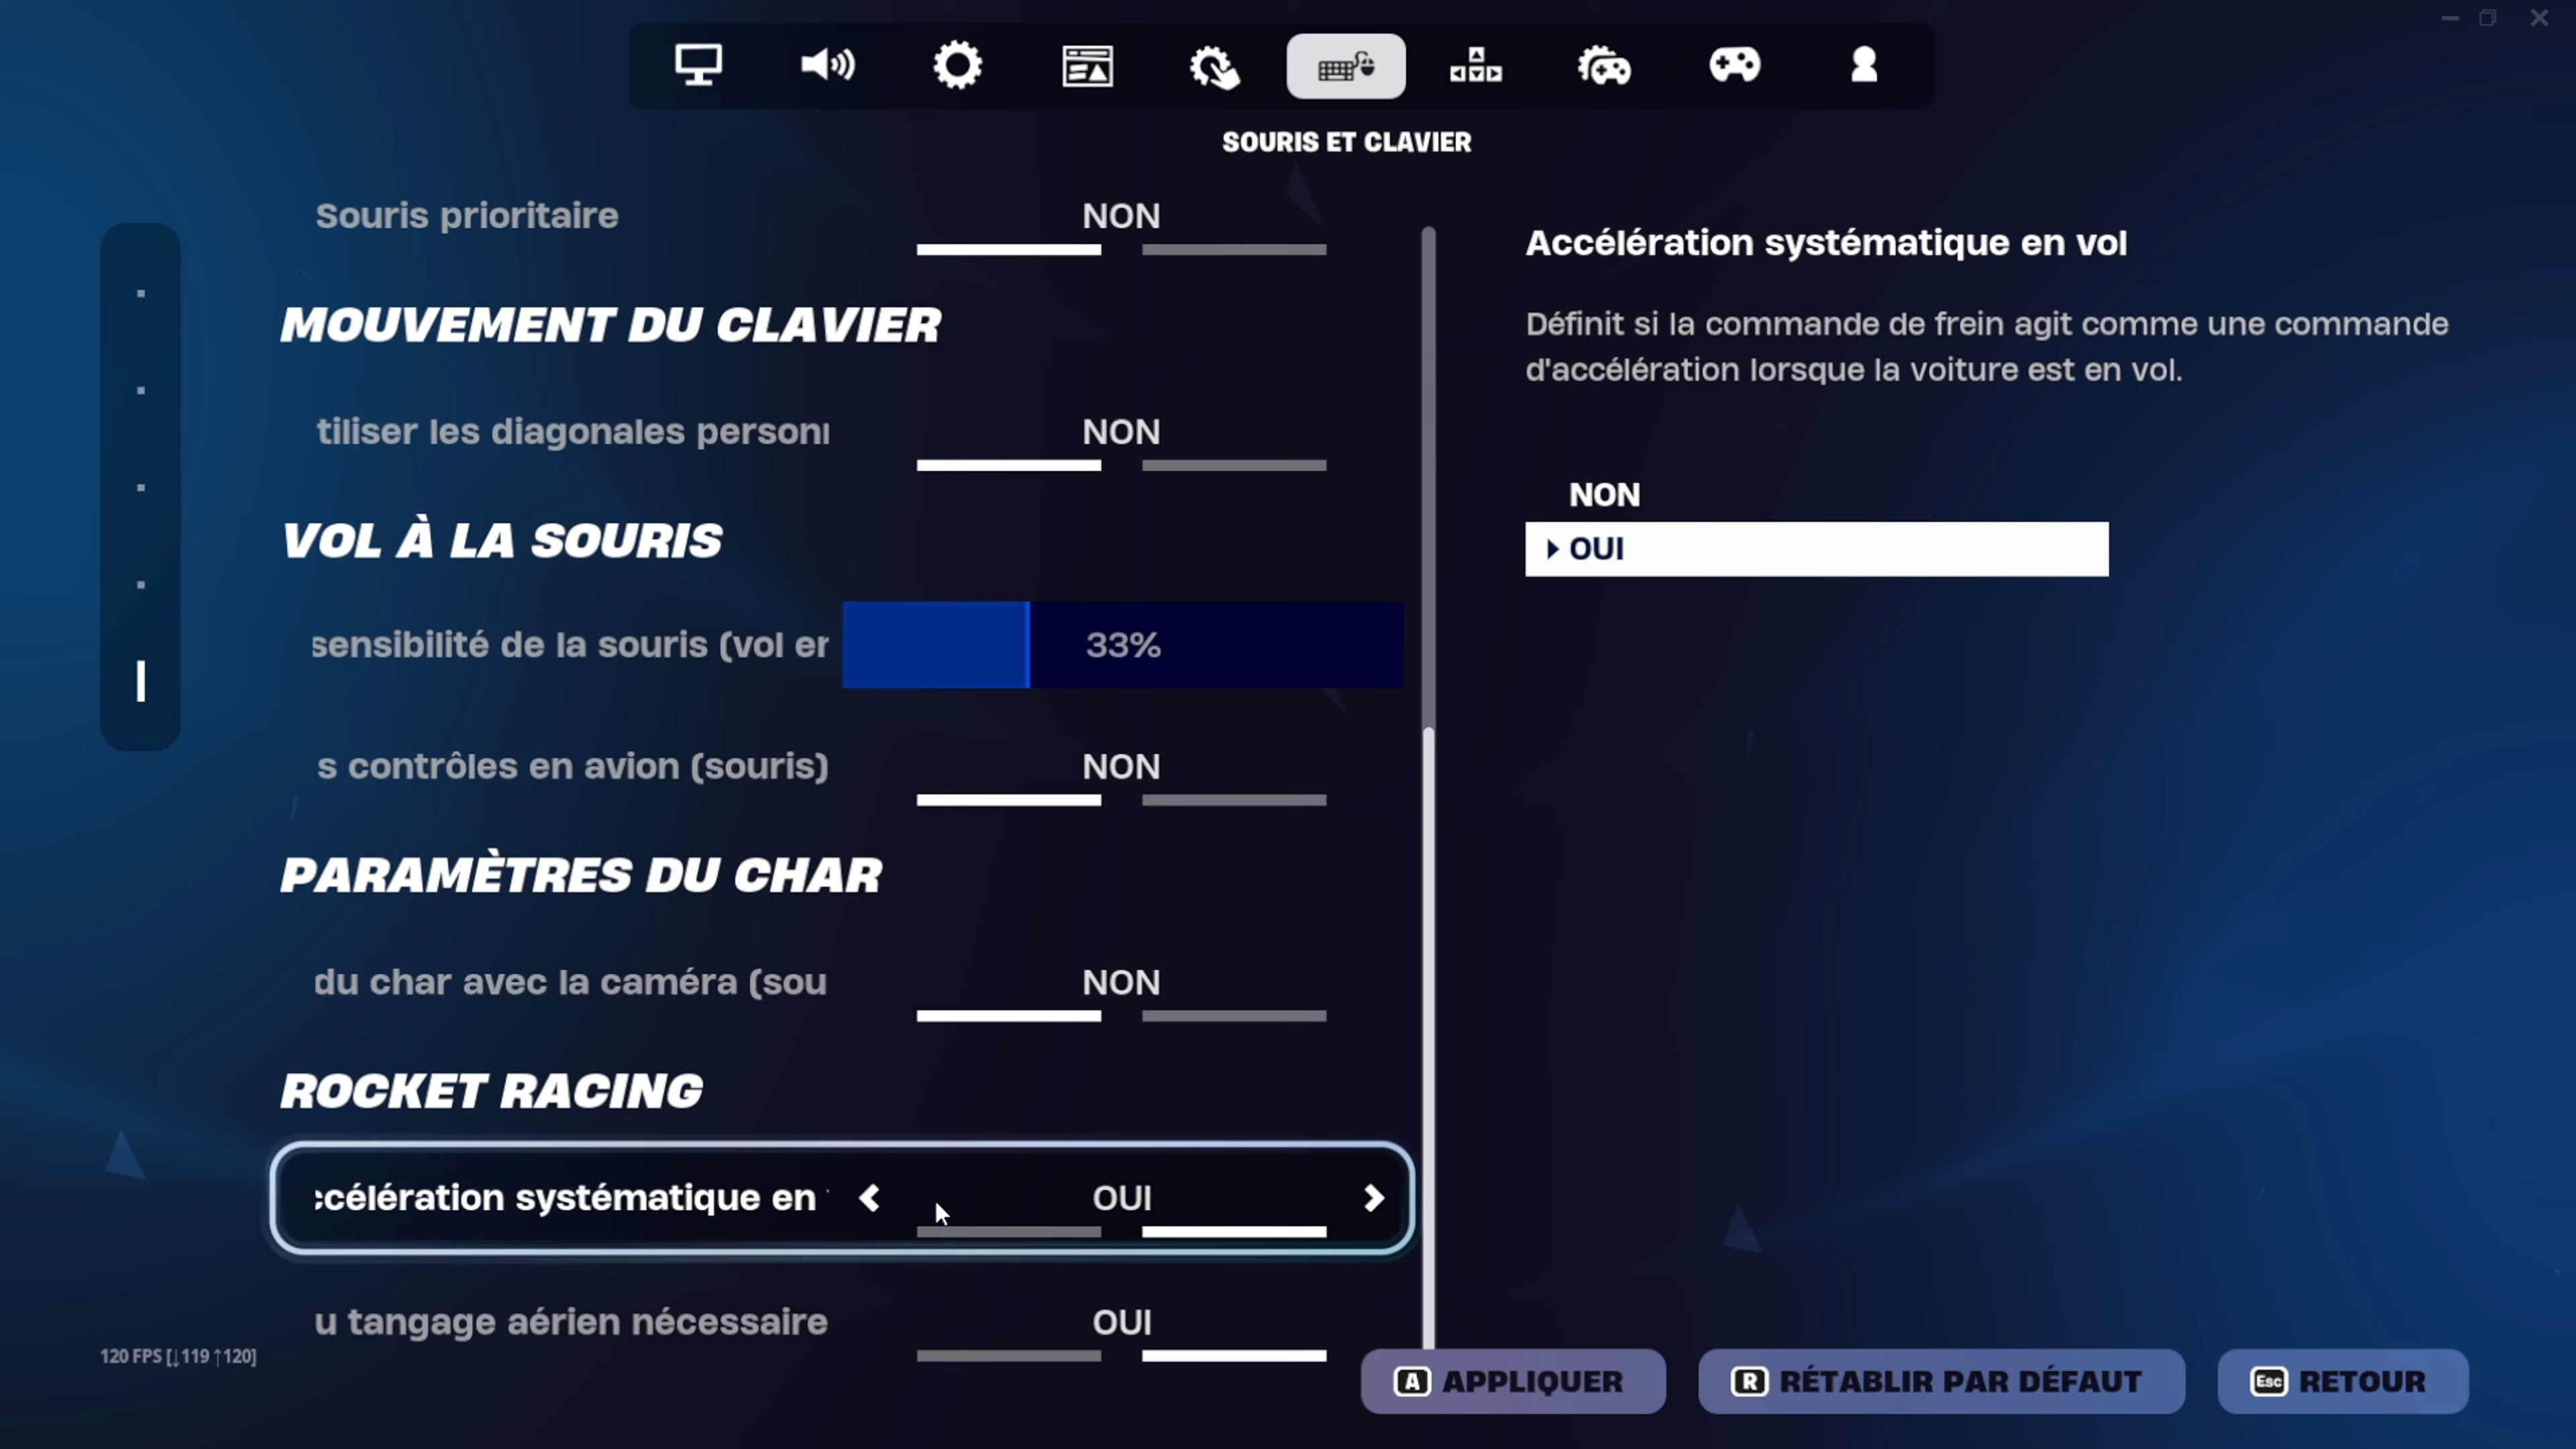 SOURIS ET CLAVIER
Souris prioritaire
NON
MOUVEMENT DU CLAVIER
tiliser les diagonales person
NON
VOL À LA SOURIS
sensibilité de la souris (vol er
33%
s contrôles en avion (souris)
NON
PARAMÈTRES DU CHAR
du char avec la caméra (sou
NON
ROCKET RACING
ccélération systématique en
OUI
u tangage aérien nécessaire
OUI
Accélération systématique en vol
Définit si la commande de frein agit comme une commande
d'accélération lorsque la voiture est en vol.
NON
OUI
120 FPS [↓119 ↑120]
A APPLIQUER
R RÉTABLIR PAR DÉFAUT
Esc RETOUR